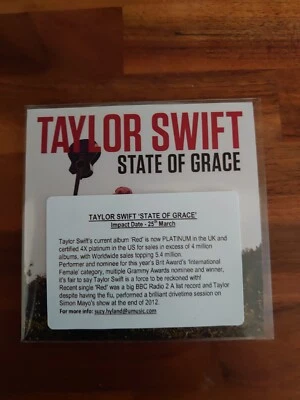 TAYLOR SWIFT
STATE OF GRACE
TAYLOR SWIFT 'STATE OF GRACE'
Impact Date - 25th March
Taylor Swift's current album 'Red' is now PLATINUM in the UK and
certified 4X platinum in the US for sales in excess of 4 million
albums, with Worldwide sales topping 5.4 million.
Performer and nominee for this year's Brit Award's 'International
Female' category, multiple Grammy Awards nominee and winner,
it's fair to say Taylor Swift is a force to be reckoned with!
Recent single 'Red' was a big BBC Radio 2 A list record and Taylor
despite having the flu, performed a brilliant drivetime session on
Simon Mayo's show at the end of 2012.
For more info: suzy.hyland@umusic.com